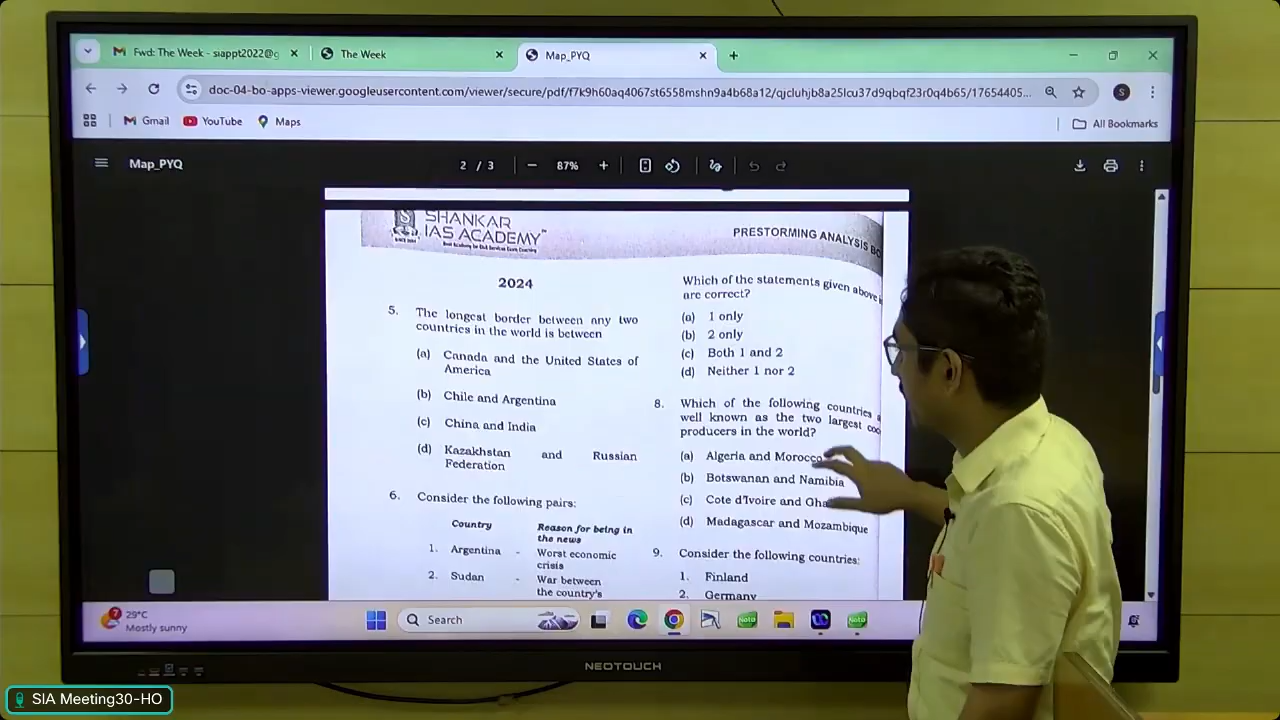 Fwd: The Week - siappt2022@g
The Week
Map_PYQ
doc-04-bo-apps-viewer.googleusercontent.com/viewer/secure/pdf/f7k9h60aq4067st6558mshn9a4b68a12/qjcluhjb8a25lcu37d9qbqf23r0q4b65/17654405...
S
Gmail
YouTube
Maps
All Bookmarks
Map_PYQ
2 / 3
87%
SHANKAR
IAS ACADEMY
PRESTORMING ANALYSIS BO
2024
5. The longest border between any two
countries in the world is between
(a) Canada and the United States of
America
(b) Chile and Argentina
(c) China and India
(d) Kazakhstan and Russian
Federation
6. Consider the following pairs:
Country
Reason for being in
the news
1. Argentina - Worst economic
crisis
2. Sudan - War between
the country's
Which of the statements given above
are correct?
(a) 1 only
(b) 2 only
(c) Both 1 and 2
(d) Neither 1 nor 2
8. Which of the following countries
well known as the two largest coc
producers in the world?
(a) Algeria and Morocco
(b) Botswanan and Namibia
(c) Cote d'Ivoire and Gha
(d) Madagascar and Mozambique
9. Consider the following countries:
1. Finland
2. Germany
7
29°C
Mostly sunny
Search
Note
Note
NEOTOUCH
SIA Meeting30-HO